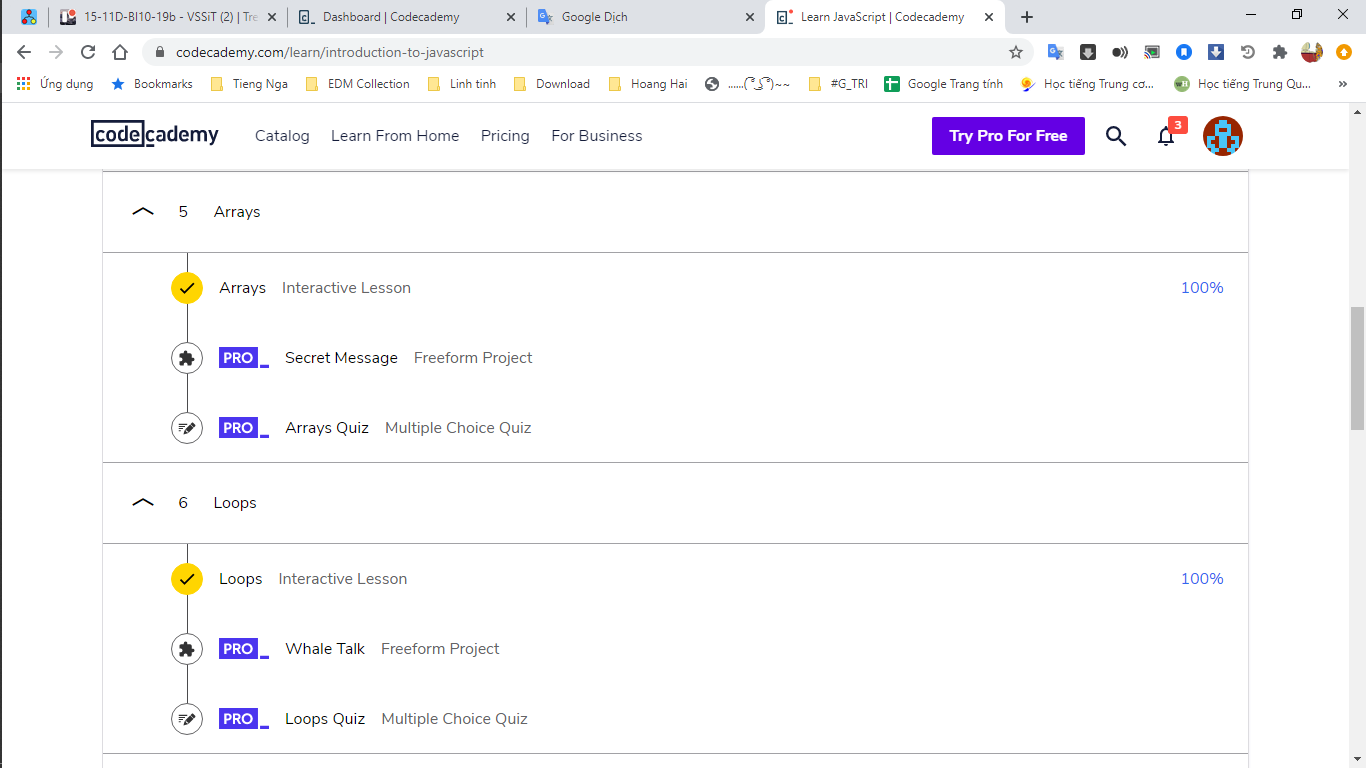 15-11D-BI10-19b - VSSiT (2) | Tre
Dashboard | Codecademy
Google Dịch
Learn JavaScript | Codecademy
codecademy.com/learn/introduction-to-javascript
Ứng dụng
Bookmarks
Tieng Nga
EDM Collection
Linh tinh
Download
Hoang Hai
......( ͡° ͜ʖ ͡°)~~
#G_TRI
Google Trang tính
Học tiếng Trung cơ...
Học tiếng Trung Qu...
»
codecademy
Catalog
Learn From Home
Pricing
For Business
Try Pro For Free
3
5 Arrays
Arrays Interactive Lesson 100%
PRO Secret Message Freeform Project
PRO Arrays Quiz Multiple Choice Quiz
6 Loops
Loops Interactive Lesson 100%
PRO Whale Talk Freeform Project
PRO Loops Quiz Multiple Choice Quiz